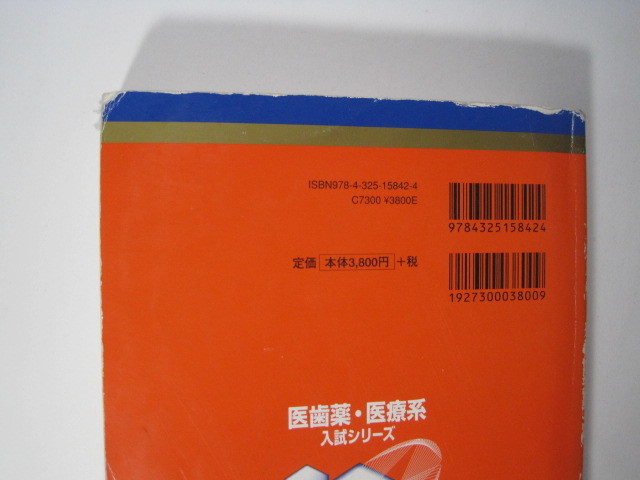 ISBN978-4-325-15842-4
C7300 ¥3800E
9784325158424
定価 本体3,800円 +税
1927300038009
医歯薬・医療系
入試シリーズ